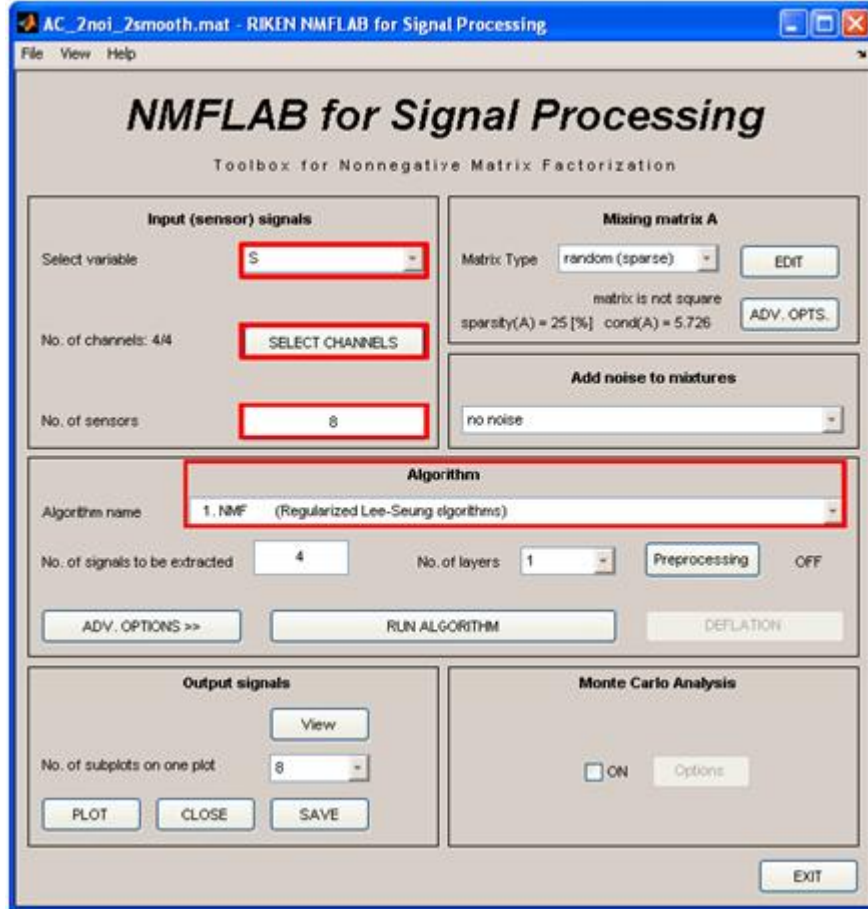 AC_2noi_2smooth.mat - RIKEN NMFLAB for Signal Processing
File View Help
NMFLAB for Signal Processing
Toolbox for Nonnegative Matrix Factorization
Input (sensor) signals
Select variable S
No. of channels: 4/4 SELECT CHANNELS
No. of sensors 8
Mixing matrix A
Matrix Type random (sparse) EDIT
matrix is not square
sparsity(A) = 25 [%] cond(A) = 5.726 ADV. OPTS.
Add noise to mixtures
no noise
Algorithm
Algorithm name 1. NMF (Regularized Lee-Seung algorithms)
No. of signals to be extracted 4 No. of layers 1 Preprocessing OFF
ADV. OPTIONS >> RUN ALGORITHM DEFLATION
Output signals
View
No. of subplots on one plot 8
PLOT CLOSE SAVE
Monte Carlo Analysis
ON Options
EXIT